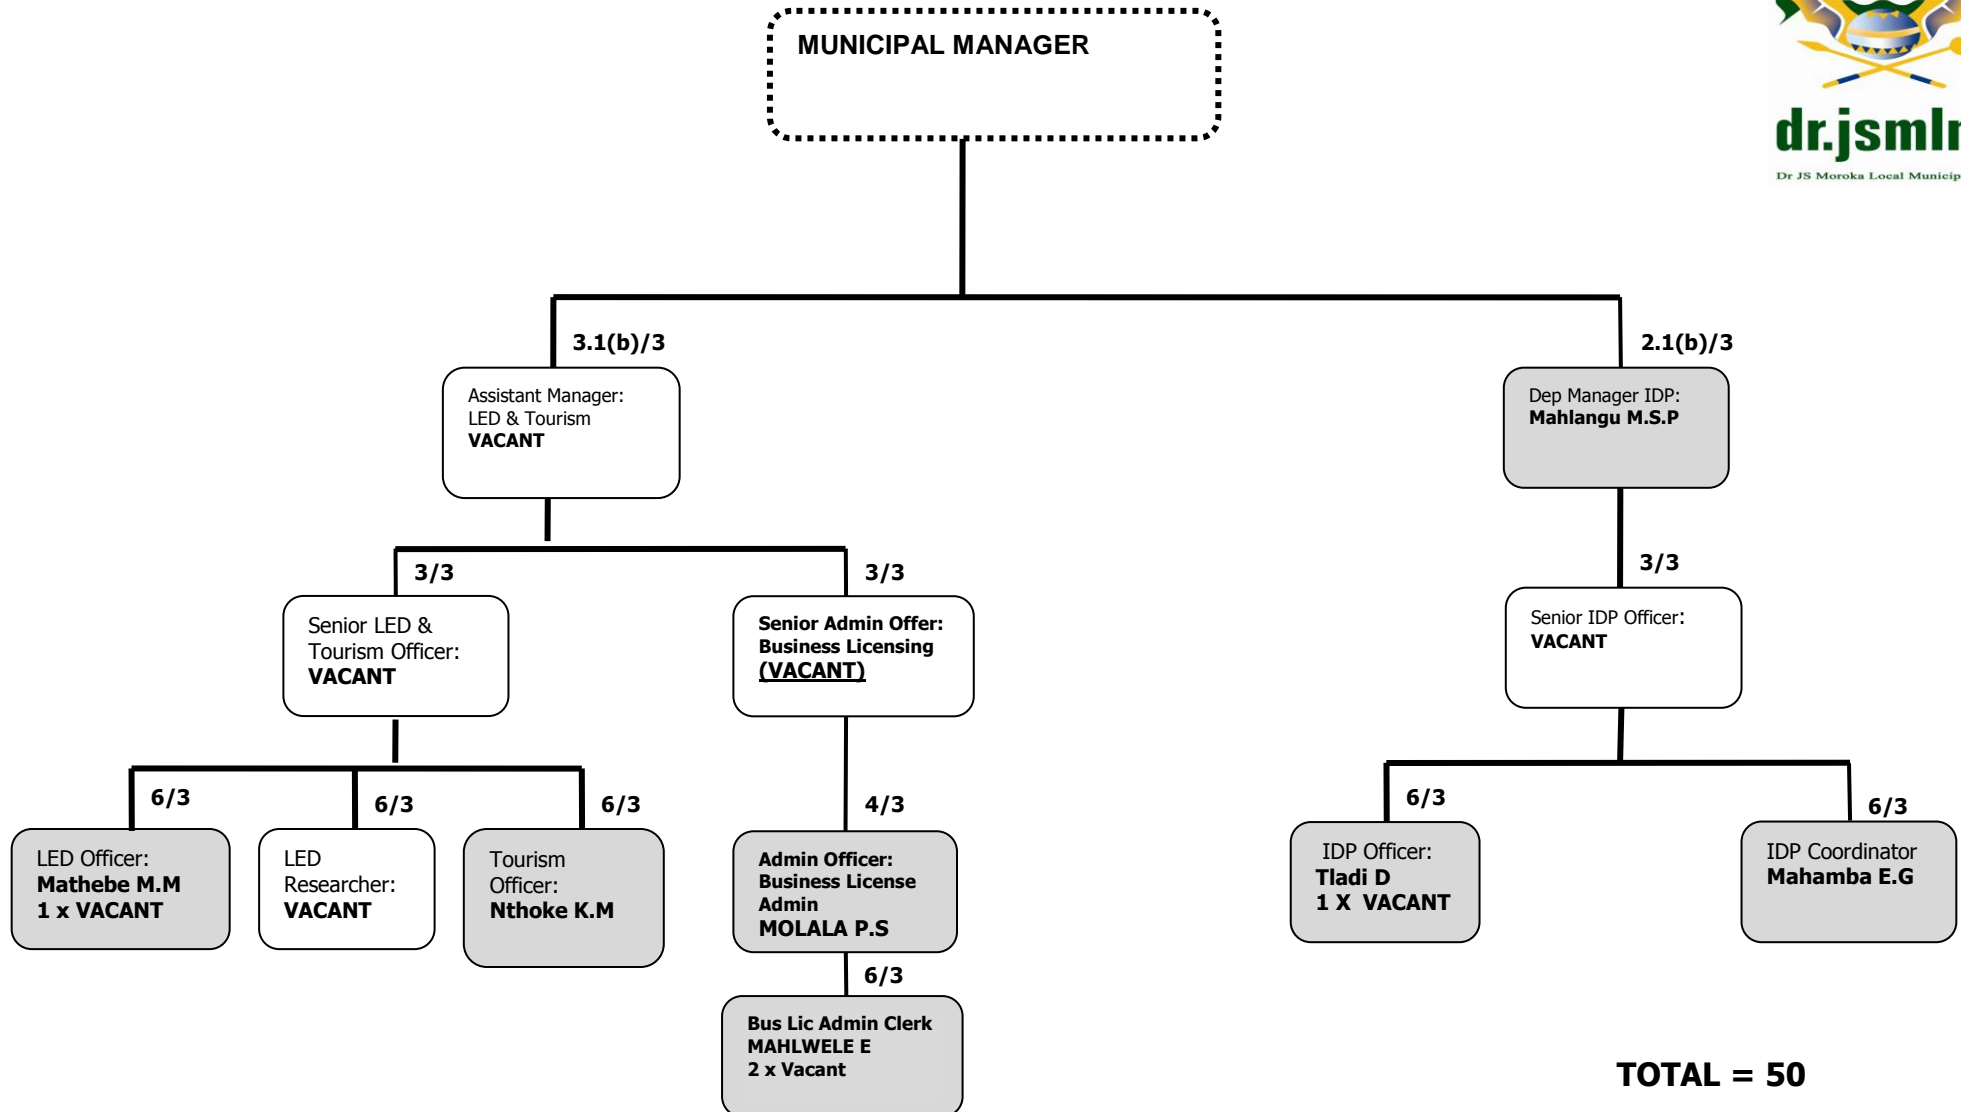 MUNICIPAL MANAGER
dr.jsml
Dr JS Moroka Local Municip
3.1(b)/3
2.1(b)/3
Assistant Manager:
LED & Tourism
VACANT
Dep Manager IDP:
Mahlangu M.S.P
3/3
3/3
3/3
Senior LED &
Tourism Officer:
VACANT
Senior Admin Offer:
Business Licensing
(VACANT)
Senior IDP Officer:
VACANT
6/3
6/3
6/3
4/3
6/3
6/3
LED Officer:
Mathebe M.M
1 x VACANT
LED
Researcher:
VACANT
Tourism
Officer:
Nthoke K.M
Admin Officer:
Business License
Admin
MOLALA P.S
IDP Officer:
Tladi D
1 X VACANT
IDP Coordinator
Mahamba E.G
6/3
Bus Lic Admin Clerk
MAHLWELE E
2 x Vacant
TOTAL = 50